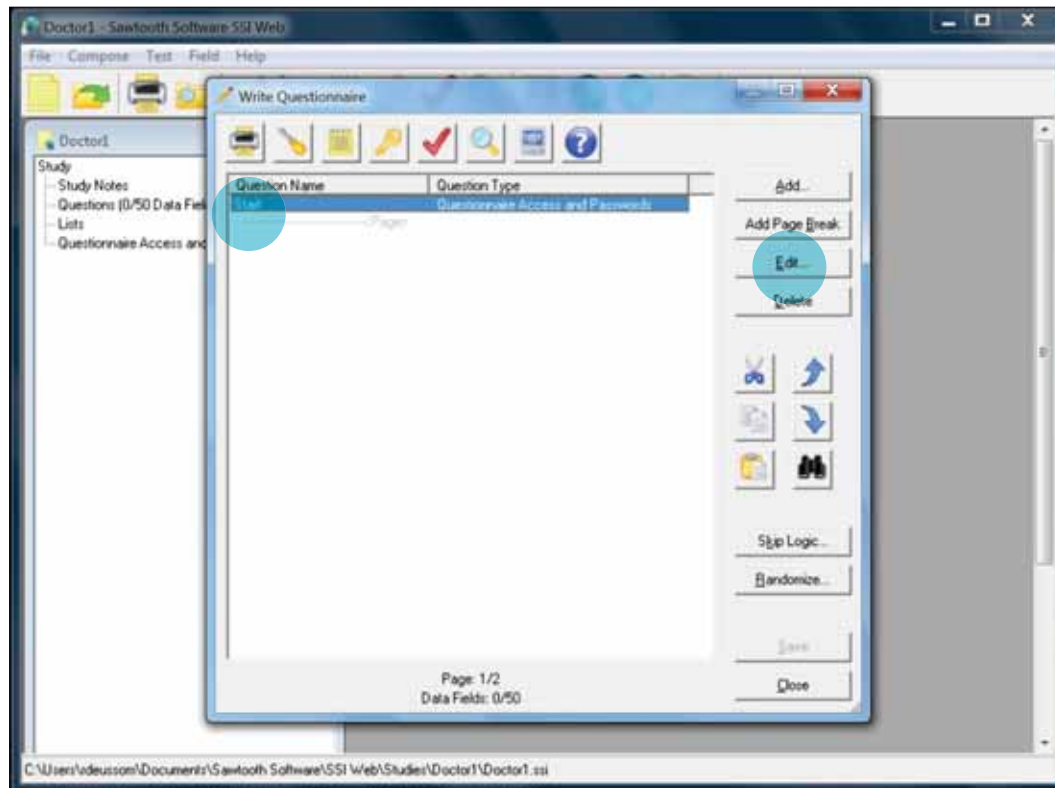 Doctor1 - Sawtooth Software SSI Web
File Compose Test Field Help
Write Questionnaire
Doctor1
Study
Study Notes
Questions (0/50 Data Fiel
Lists
Questionnaire Access and
Question Name Question Type
Start Questionnaire Access and Passwords
<Page>
Add...
Add Page Break
Edit...
Delete
Skip Logic...
Randomize...
Save
Close
Page: 1/2
Data Fields: 0/50
C:\Users\vdeussom\Documents\Sawtooth Software\SSI Web\Studies\Doctor1\Doctor1.ssi